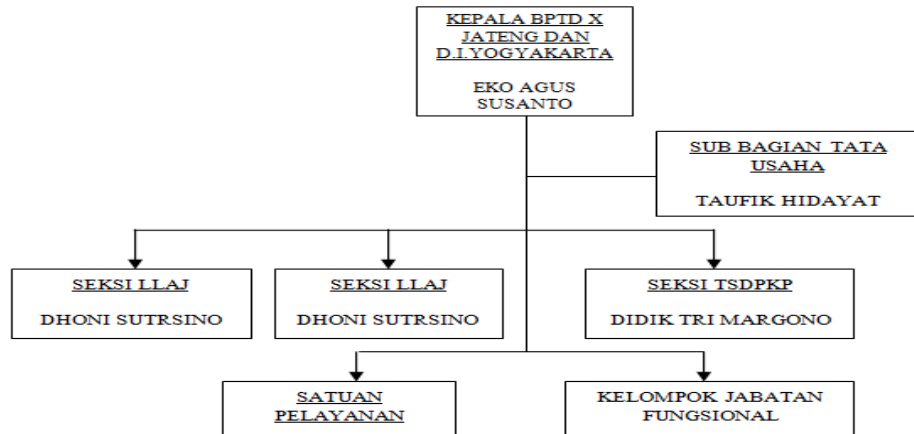 KEPALA BPTD X
JATENG DAN
D.I.YOGYAKARTA
EKO AGUS
SUSANTO
SUB BAGIAN TATA
USAHA
TAUFIK HIDAYAT
SEKSI LLAJ
DHONI SUTRSINO
SEKSI LLAJ
DHONI SUTRSINO
SEKSI TSDPKP
DIDIK TRI MARGONO
SATUAN
PELAYANAN
KELOMPOK JABATAN
FUNGSIONAL